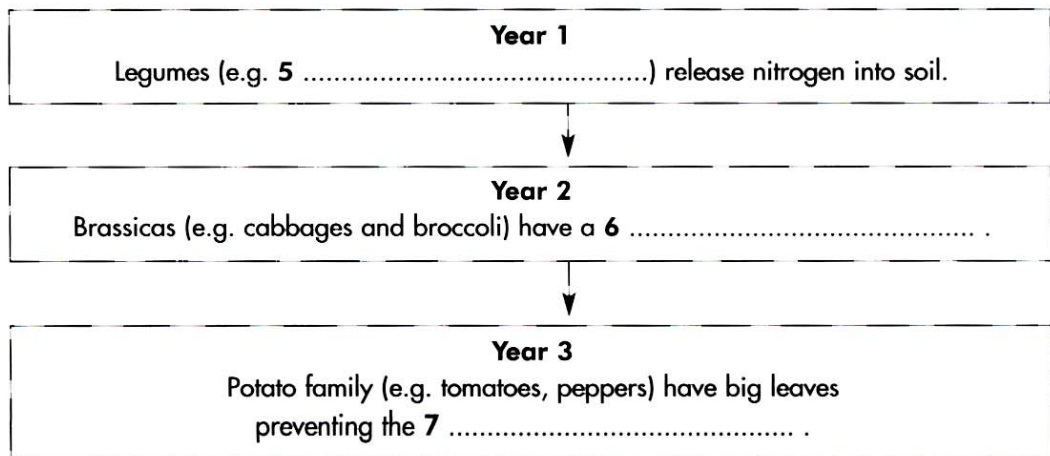 Year 1
Legumes (e.g. 5 .............................................) release nitrogen into soil.
Year 2
Brassicas (e.g. cabbages and broccoli) have a 6 ............................................. .
Year 3
Potato family (e.g. tomatoes, peppers) have big leaves
preventing the 7 ............................................. .